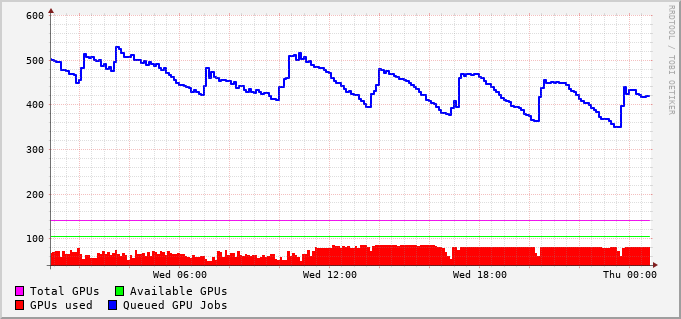 600
500
400
300
200
100
Wed 06:00 Wed 12:00 Wed 18:00 Thu 00:00
Total GPUs Available GPUs
GPUs used Queued GPU Jobs
RRDTOOL / TOBI OETIKER